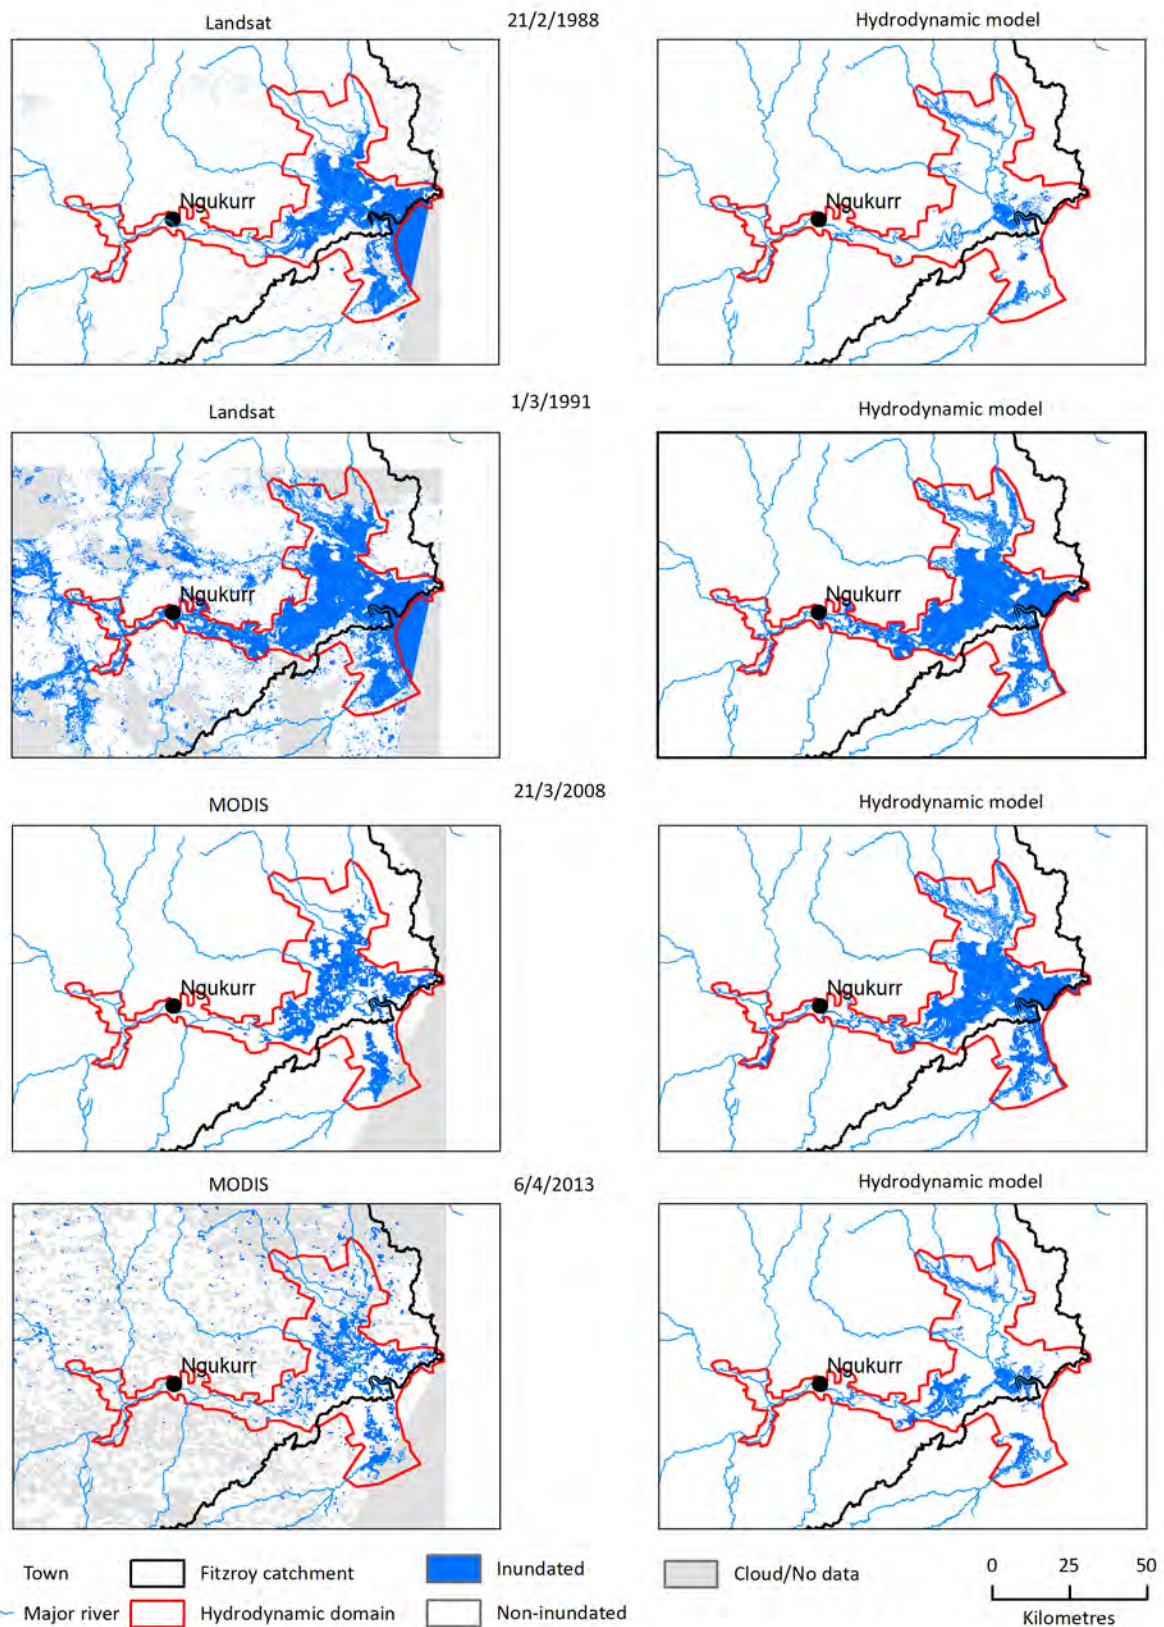 Landsat 21/2/1988 Hydrodynamic model
Ngukurr Ngukurr
Landsat 1/3/1991 Hydrodynamic model
Ngukurr Ngukurr
MODIS 21/3/2008 Hydrodynamic model
Ngukurr Ngukurr
MODIS 6/4/2013 Hydrodynamic model
Ngukurr Ngukurr
Town Fitzroy catchment Inundated Cloud/No data 0 25 50
Major river Hydrodynamic domain Non-inundated Kilometres